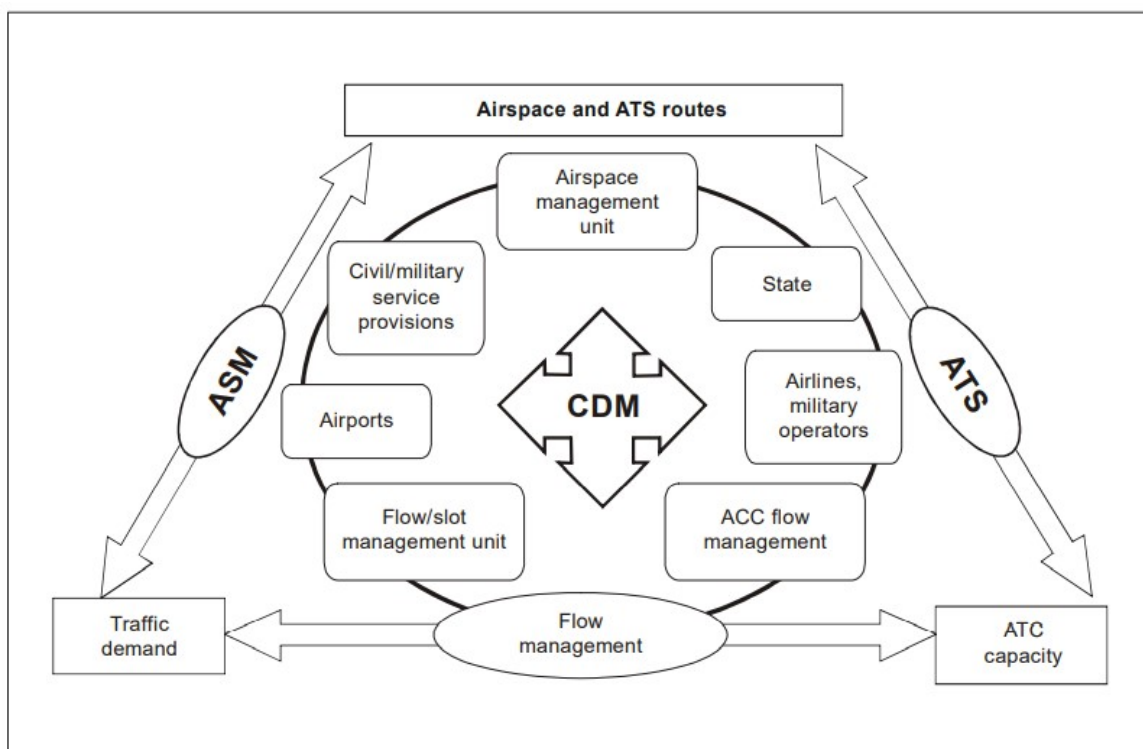 Airspace and ATS routes
Airspace
management
unit
Civil/military
service
provisions
State
ASM
CDM
ATS
Airports
Airlines,
military
operators
Flow/slot
management unit
ACC flow
management
Traffic
demand
Flow
management
ATC
capacity